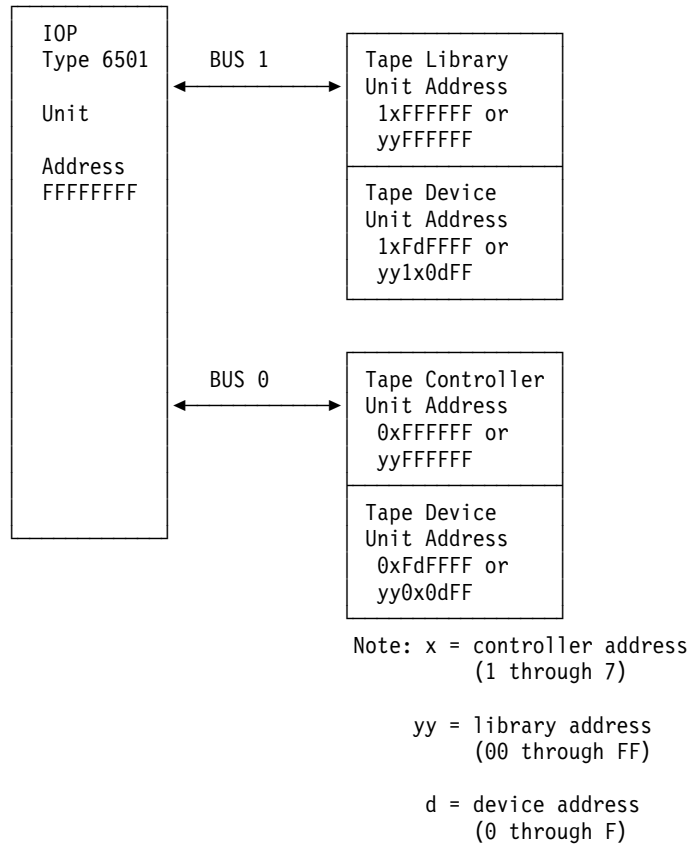 IOP
Type 6501
Unit
Address
FFFFFFFF
BUS 1
Tape Library
Unit Address
1xFFFFFF or
yyFFFFFF
Tape Device
Unit Address
1xFdFFFF or
yy1x0dFF
BUS 0
Tape Controller
Unit Address
0xFFFFFF or
yyFFFFFF
Tape Device
Unit Address
0xFdFFFF or
yy0x0dFF
Note: x = controller address
(1 through 7)
yy = library address
(00 through FF)
d = device address
(0 through F)